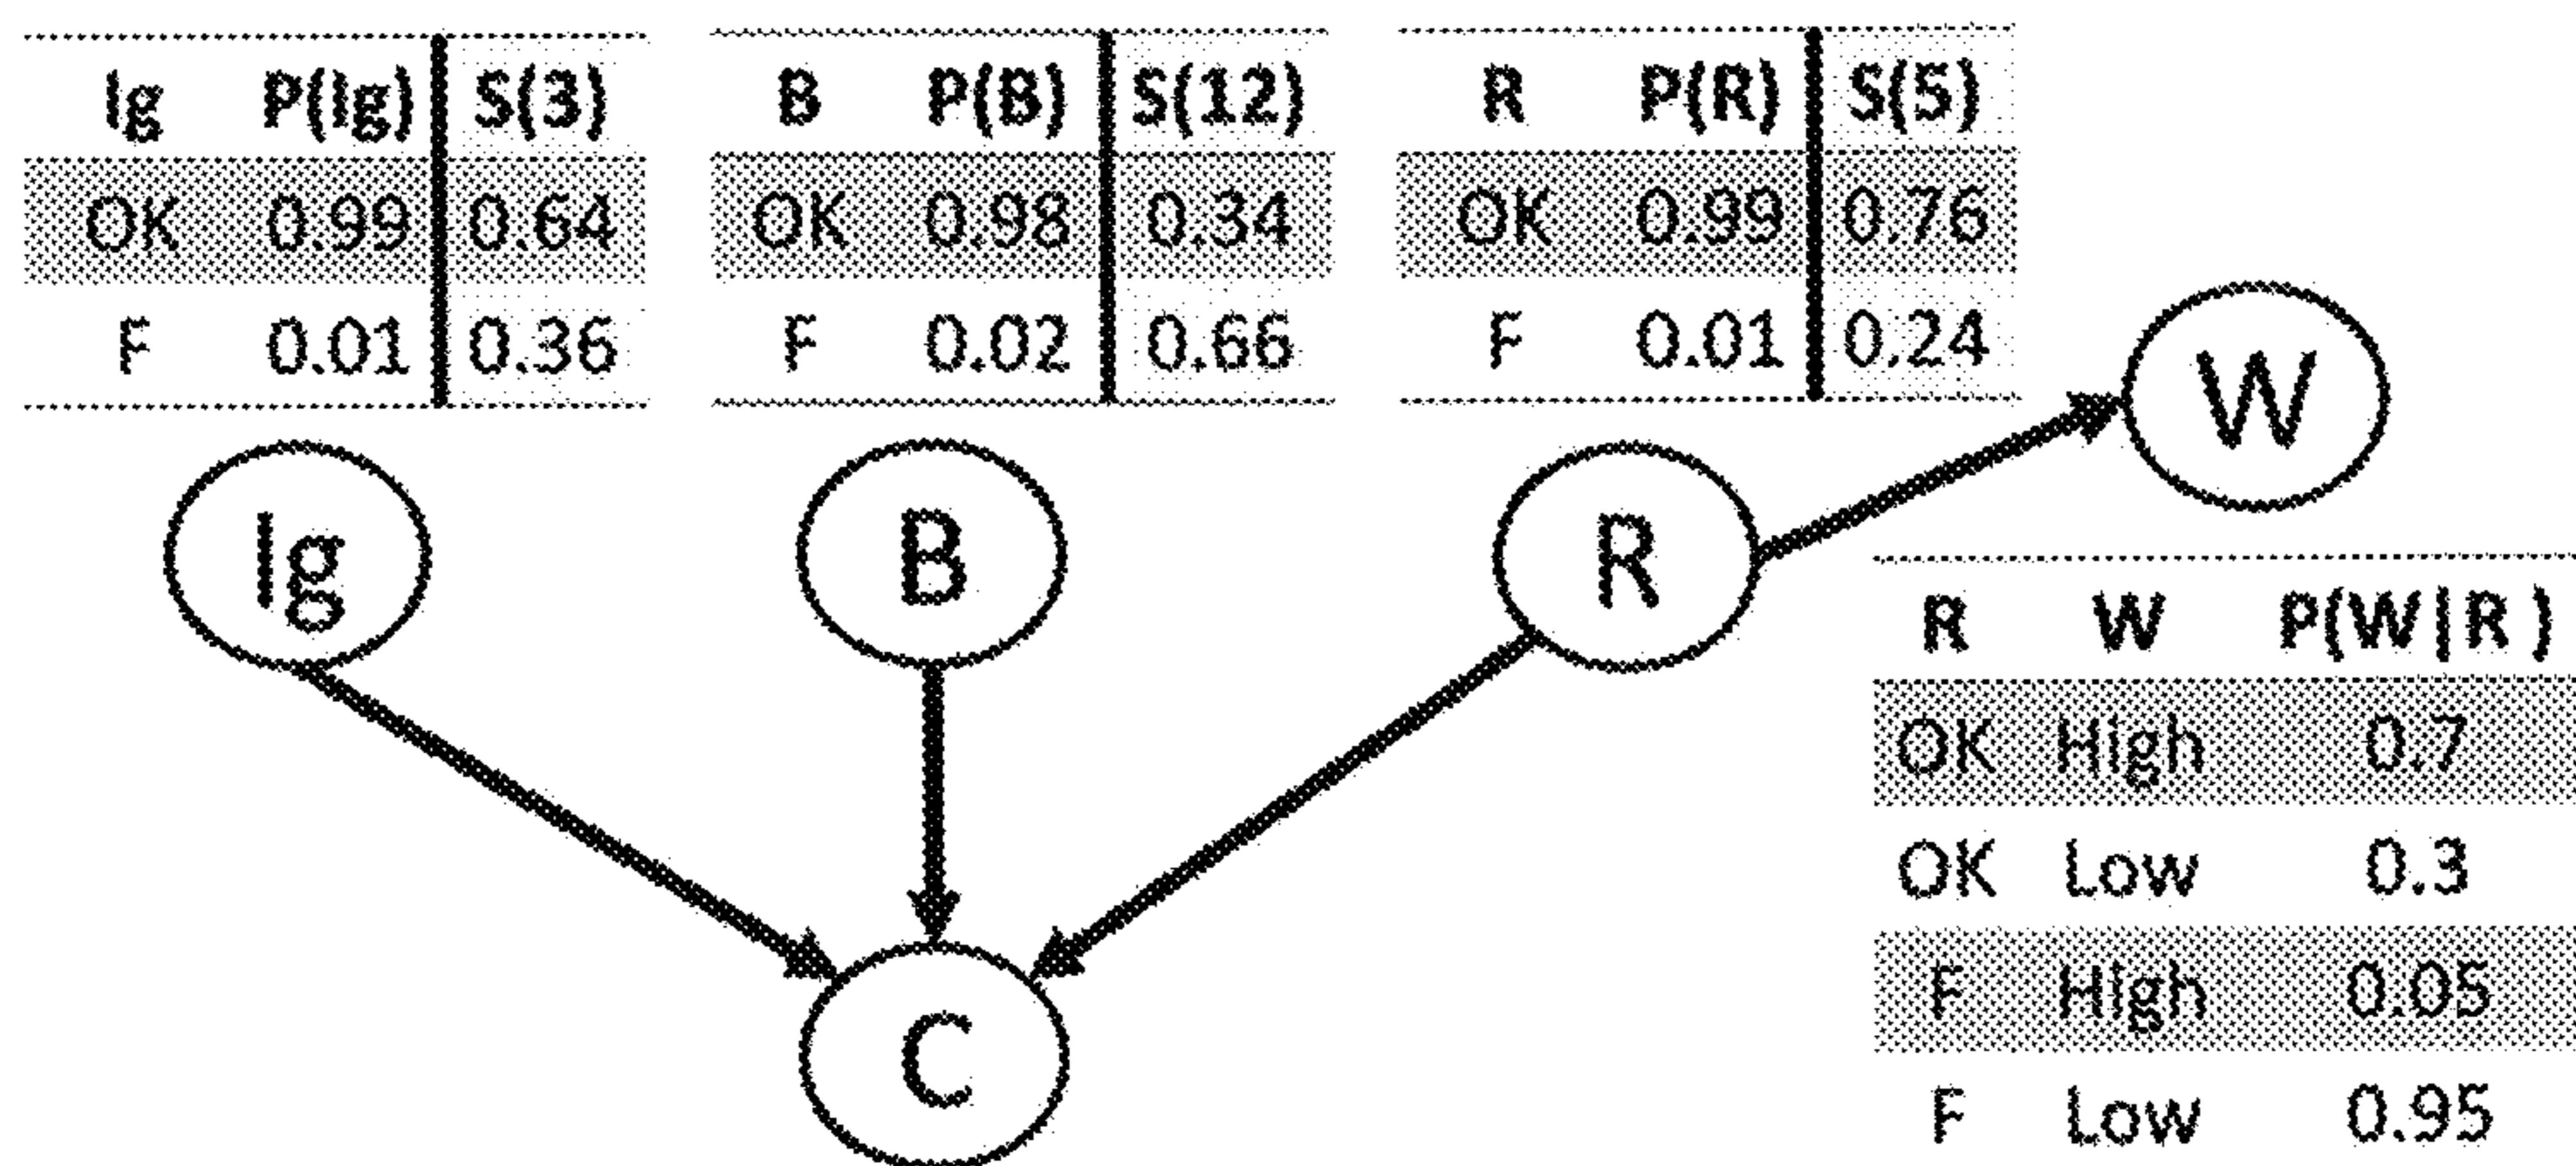 Ig P(Ig) S(3)
OK 0.99 0.64
F 0.01 0.36
B P(B) S(12)
OK 0.98 0.34
F 0.02 0.66
R P(R) S(5)
OK 0.99 0.76
F 0.01 0.24
W
Ig
B
R
R W P(W|R )
OK High 0.7
OK Low 0.3
F High 0.05
F Low 0.95
C